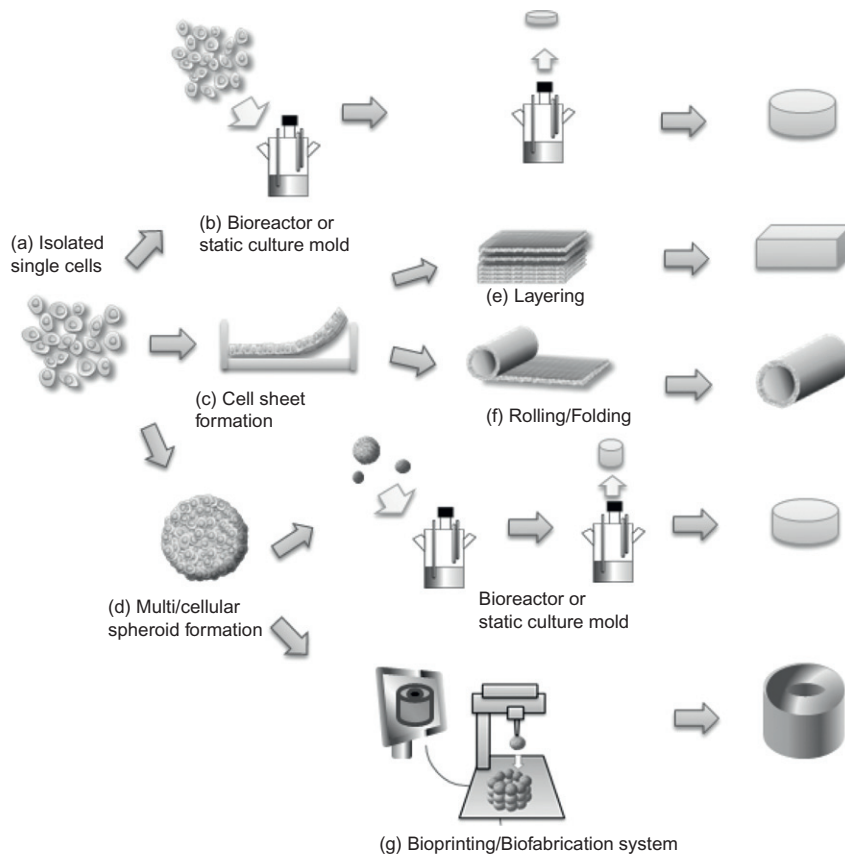 (b) Bioreactor or
static culture mold
(a) Isolated
single cells
(e) Layering
(c) Cell sheet
formation
(f) Rolling/Folding
(d) Multi/cellular
spheroid formation
Bioreactor or
static culture mold
(g) Bioprinting/Biofabrication system